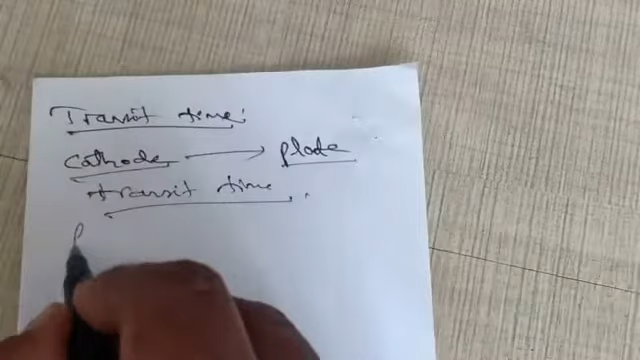 Transit time:
Cathode → plate
transit time.